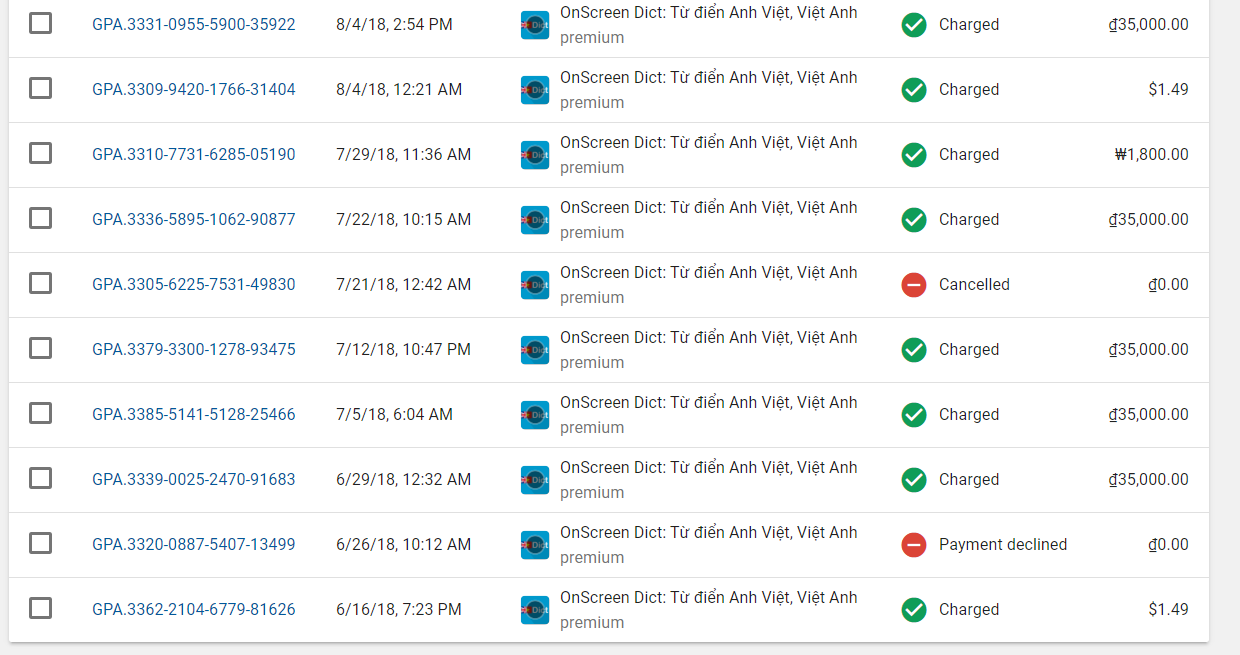 GPA.3331-0955-5900-35922 8/4/18, 2:54 PM OnScreen Dict: Từ điển Anh Việt, Việt Anh Charged ₫35,000.00
premium
GPA.3309-9420-1766-31404 8/4/18, 12:21 AM OnScreen Dict: Từ điển Anh Việt, Việt Anh Charged $1.49
premium
GPA.3310-7731-6285-05190 7/29/18, 11:36 AM OnScreen Dict: Từ điển Anh Việt, Việt Anh Charged ₩1,800.00
premium
GPA.3336-5895-1062-90877 7/22/18, 10:15 AM OnScreen Dict: Từ điển Anh Việt, Việt Anh Charged ₫35,000.00
premium
GPA.3305-6225-7531-49830 7/21/18, 12:42 AM OnScreen Dict: Từ điển Anh Việt, Việt Anh Cancelled ₫0.00
premium
GPA.3379-3300-1278-93475 7/12/18, 10:47 PM OnScreen Dict: Từ điển Anh Việt, Việt Anh Charged ₫35,000.00
premium
GPA.3385-5141-5128-25466 7/5/18, 6:04 AM OnScreen Dict: Từ điển Anh Việt, Việt Anh Charged ₫35,000.00
premium
GPA.3339-0025-2470-91683 6/29/18, 12:32 AM OnScreen Dict: Từ điển Anh Việt, Việt Anh Charged ₫35,000.00
premium
GPA.3320-0887-5407-13499 6/26/18, 10:12 AM OnScreen Dict: Từ điển Anh Việt, Việt Anh Payment declined ₫0.00
premium
GPA.3362-2104-6779-81626 6/16/18, 7:23 PM OnScreen Dict: Từ điển Anh Việt, Việt Anh Charged $1.49
premium